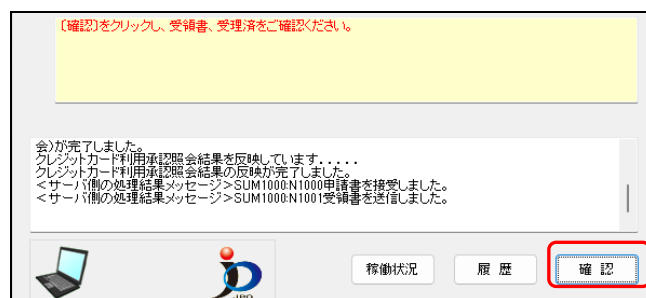 〔確認〕をクリックし、受領書、受理済をご確認ください。
会)が完了しました。
クレジットカード利用承認照会結果を反映しています.....
クレジットカード利用承認照会結果の反映が完了しました。
<サーバ側の処理結果メッセージ>SUM1000:N1000申請書を接受しました。
<サーバ側の処理結果メッセージ>SUM1000:N1001受領書を送信しました。
稼働状況
履 歴
確 認